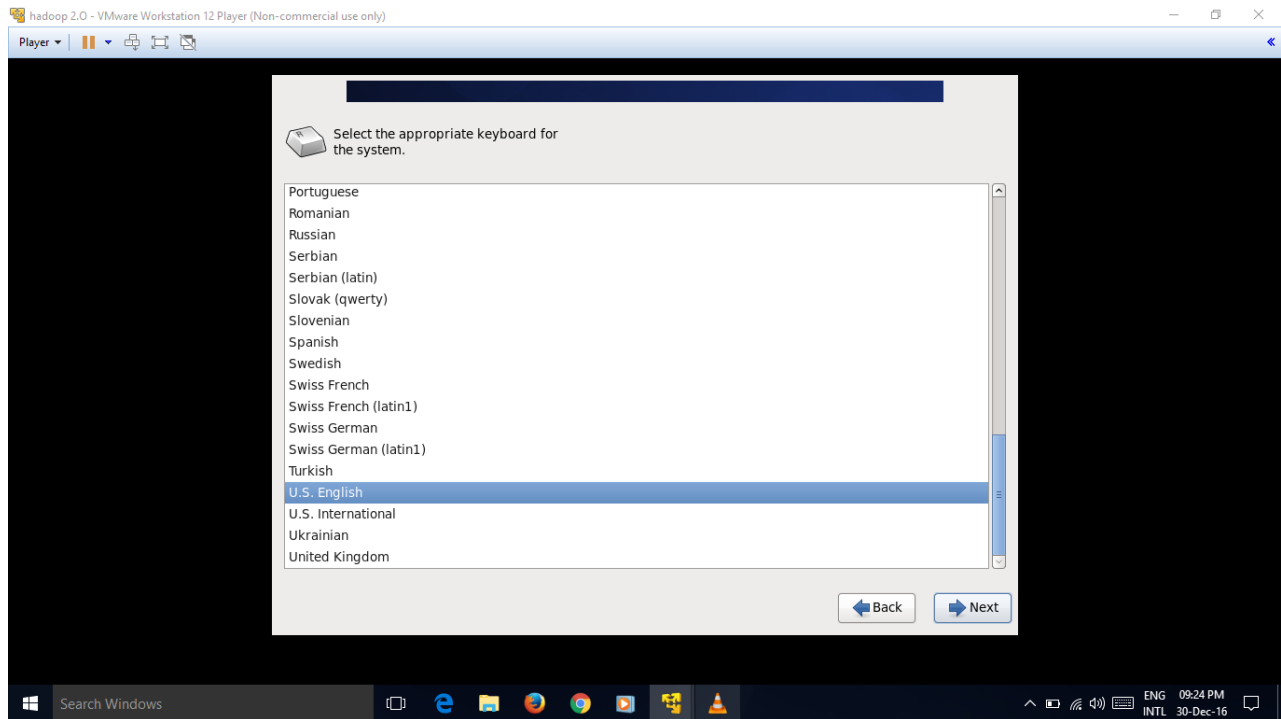 hadoop 2.O - VMware Workstation 12 Player (Non-commercial use only)
Player
Select the appropriate keyboard for
the system.
Portuguese
Romanian
Russian
Serbian
Serbian (latin)
Slovak (qwerty)
Slovenian
Spanish
Swedish
Swiss French
Swiss French (latin1)
Swiss German
Swiss German (latin1)
Turkish
U.S. English
U.S. International
Ukrainian
United Kingdom
Back
Next
Search Windows
ENG 09:24 PM
INTL 30-Dec-16